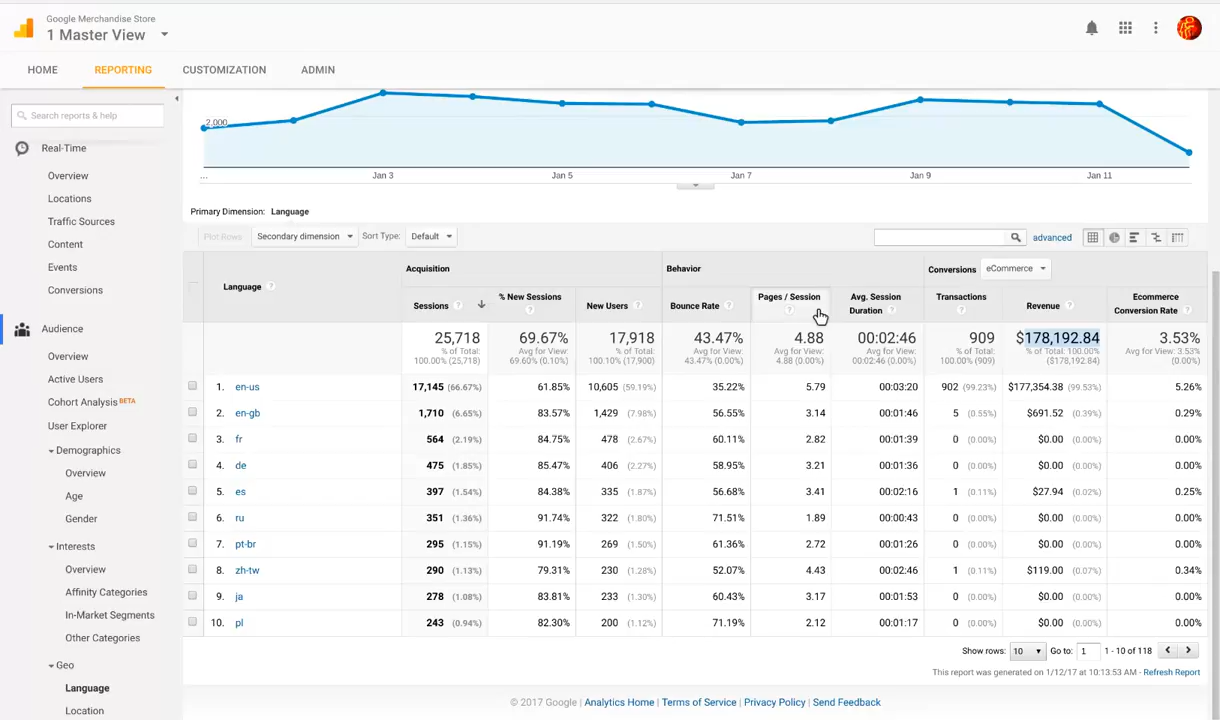 Google Merchandise Store
1 Master View
HOME REPORTING CUSTOMIZATION ADMIN
Search reports & help
Real-Time
Overview
Locations
Traffic Sources
Content
Events
Conversions
Audience
Overview
Active Users
Cohort Analysis BETA
User Explorer
Demographics
Overview
Age
Gender
Interests
Overview
Affinity Categories
In-Market Segments
Other Categories
Geo
Language
Location
2,000
... Jan 3 Jan 5 Jan 7 Jan 9 Jan 11
Primary Dimension: Language
Plot Rows Secondary dimension Sort Type: Default advanced
Language ? Acquisition Behavior Conversions eCommerce
Sessions ? % New Sessions ? New Users ? Bounce Rate ? Pages / Session ? Avg. Session Duration ? Transactions ? Revenue ? Ecommerce Conversion Rate ?
25,718 69.67% 17,918 43.47% 4.88 00:02:46 909 $178,192.84 3.53%
% of Total: Avg for View: % of Total: Avg for View: Avg for View: Avg for View: % of Total: % of Total: 100.00% Avg for View: 3.53%
100.00% (25,718) 69.60% (0.10%) 100.10% (17,900) 43.47% (0.00%) 4.88 (0.00%) 00:02:46 (0.00%) 100.00% (909) ($178,192.84) (0.00%)
1. en-us 17,145 (66.67%) 61.85% 10,605 (59.19%) 35.22% 5.79 00:03:20 902 (99.23%) $177,354.38 (99.53%) 5.26%
2. en-gb 1,710 (6.65%) 83.57% 1,429 (7.98%) 56.55% 3.14 00:01:46 5 (0.55%) $691.52 (0.39%) 0.29%
3. fr 564 (2.19%) 84.75% 478 (2.67%) 60.11% 2.82 00:01:39 0 (0.00%) $0.00 (0.00%) 0.00%
4. de 475 (1.85%) 85.47% 406 (2.27%) 58.95% 3.21 00:01:36 0 (0.00%) $0.00 (0.00%) 0.00%
5. es 397 (1.54%) 84.38% 335 (1.87%) 56.68% 3.41 00:02:16 1 (0.11%) $27.94 (0.02%) 0.25%
6. ru 351 (1.36%) 91.74% 322 (1.80%) 71.51% 1.89 00:00:43 0 (0.00%) $0.00 (0.00%) 0.00%
7. pt-br 295 (1.15%) 91.19% 269 (1.50%) 61.36% 2.72 00:01:26 0 (0.00%) $0.00 (0.00%) 0.00%
8. zh-tw 290 (1.13%) 79.31% 230 (1.28%) 52.07% 4.43 00:02:46 1 (0.11%) $119.00 (0.07%) 0.34%
9. ja 278 (1.08%) 83.81% 233 (1.30%) 60.43% 3.17 00:01:53 0 (0.00%) $0.00 (0.00%) 0.00%
10. pl 243 (0.94%) 82.30% 200 (1.12%) 71.19% 2.12 00:01:17 0 (0.00%) $0.00 (0.00%) 0.00%
Show rows: 10 Go to: 1 1 - 10 of 118
This report was generated on 1/12/17 at 10:13:53 AM - Refresh Report
© 2017 Google | Analytics Home | Terms of Service | Privacy Policy | Send Feedback